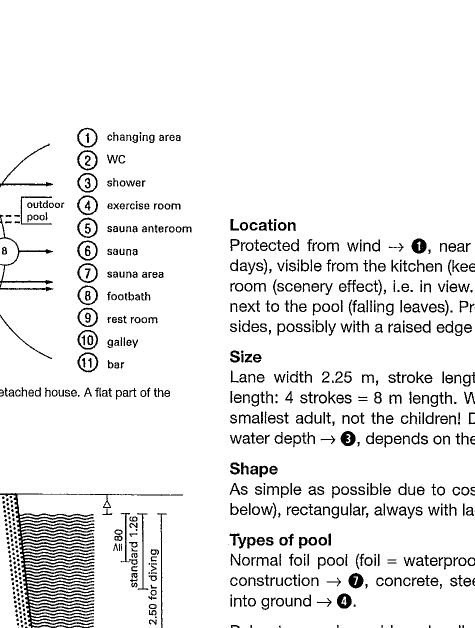 1 changing area
2 WC
3 shower
4 exercise room
5 sauna anteroom
6 sauna
7 sauna area
8 footbath
9 rest room
10 galley
11 bar
outdoor
pool
8
etached house. A flat part of the
≧80
standard 1.26
2.50 for diving
Location
Protected from wind → 1, near
days), visible from the kitchen (kee
room (scenery effect), i.e. in view.
next to the pool (falling leaves). Pr
sides, possibly with a raised edge
Size
Lane width 2.25 m, stroke lengt
length: 4 strokes = 8 m length. W
smallest adult, not the children! D
water depth → 3, depends on the
Shape
As simple as possible due to cos
below), rectangular, always with la
Types of pool
Normal foil pool (foil = waterproo
construction → 7, concrete, stee
into ground → 4.